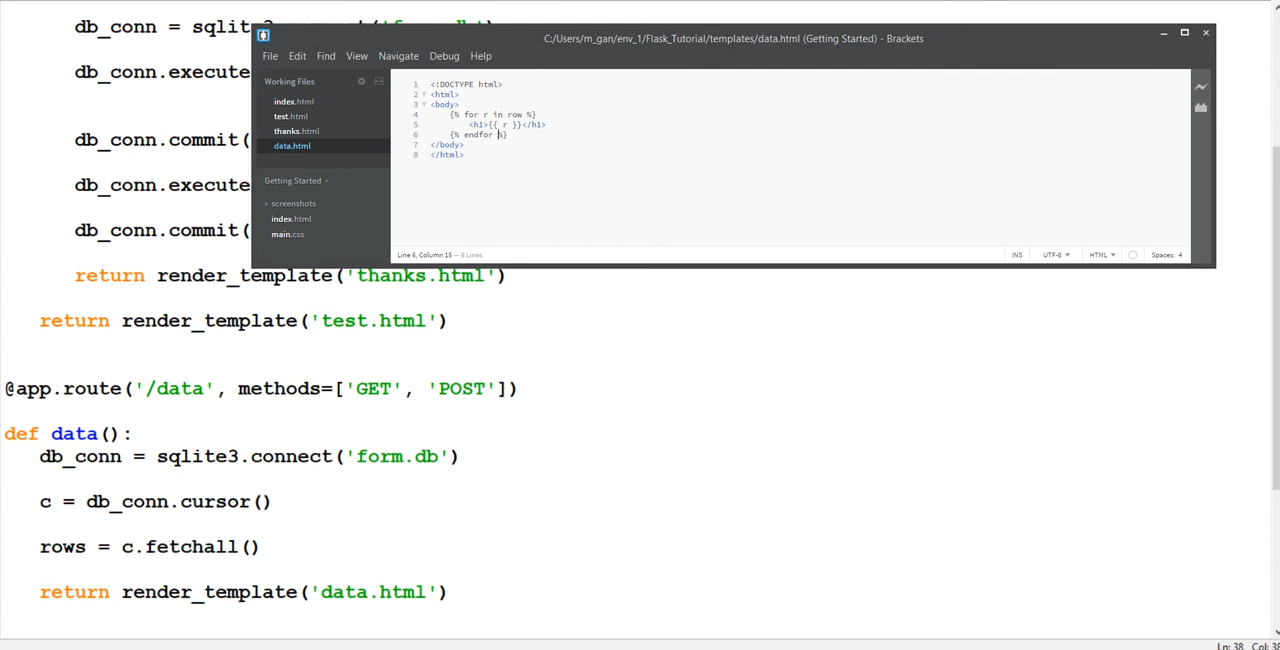 db_conn = sqlit
C:/Users/m_gan/env_1/Flask_Tutorial/templates/data.html (Getting Started) - Brackets
File Edit Find View Navigate Debug Help
Working Files
index.html
test.html
thanks.html
data.html
Getting Started
screenshots
index.html
main.css
1 <!DOCTYPE html>
2 <html>
3 <body>
4 {% for r in row %}
5 <h1>{{ r }}</h1>
6 {% endfor %}
7 </body>
8 </html>
Line 6, Column 15 — 8 Lines
INS UTF-8 HTML Spaces: 4
db_conn.execute
db_conn.commit(
db_conn.execute
db_conn.commit(
return render_template('thanks.html')
return render_template('test.html')
@app.route('/data', methods=['GET', 'POST'])
def data():
db_conn = sqlite3.connect('form.db')
c = db_conn.cursor()
rows = c.fetchall()
return render_template('data.html')
Ln: 38 Col: 38